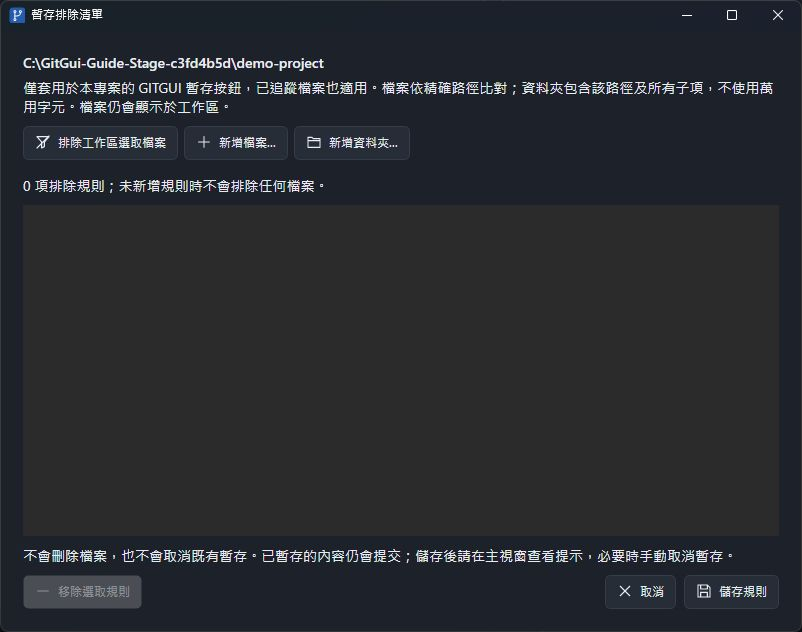 暫存排除清單
C:\GitGui-Guide-Stage-c3fd4b5d\demo-project
僅套用於本專案的 GITGUI 暫存按鈕，已追蹤檔案也適用。檔案依精確路徑比對；資料夾包含該路徑及所有子項，不使用萬
用字元。檔案仍會顯示於工作區。
排除工作區選取檔案 新增檔案... 新增資料夾...
0 項排除規則；未新增規則時不會排除任何檔案。
不會刪除檔案，也不會取消既有暫存。已暫存的內容仍會提交；儲存後請在主視窗查看提示，必要時手動取消暫存。
移除選取規則 取消 儲存規則